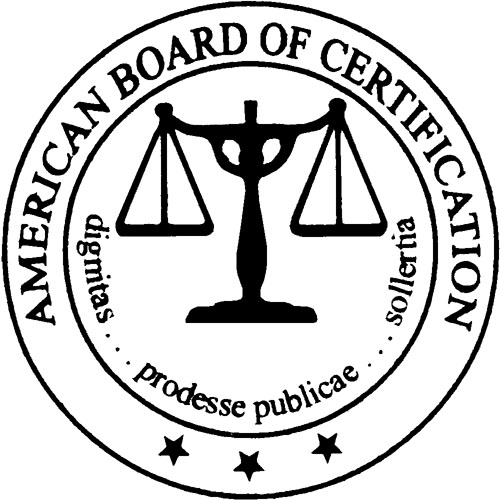 AMERICAN BOARD OF CERTIFICATION
dignitas . . . prodesse publicae . . . . sollertia